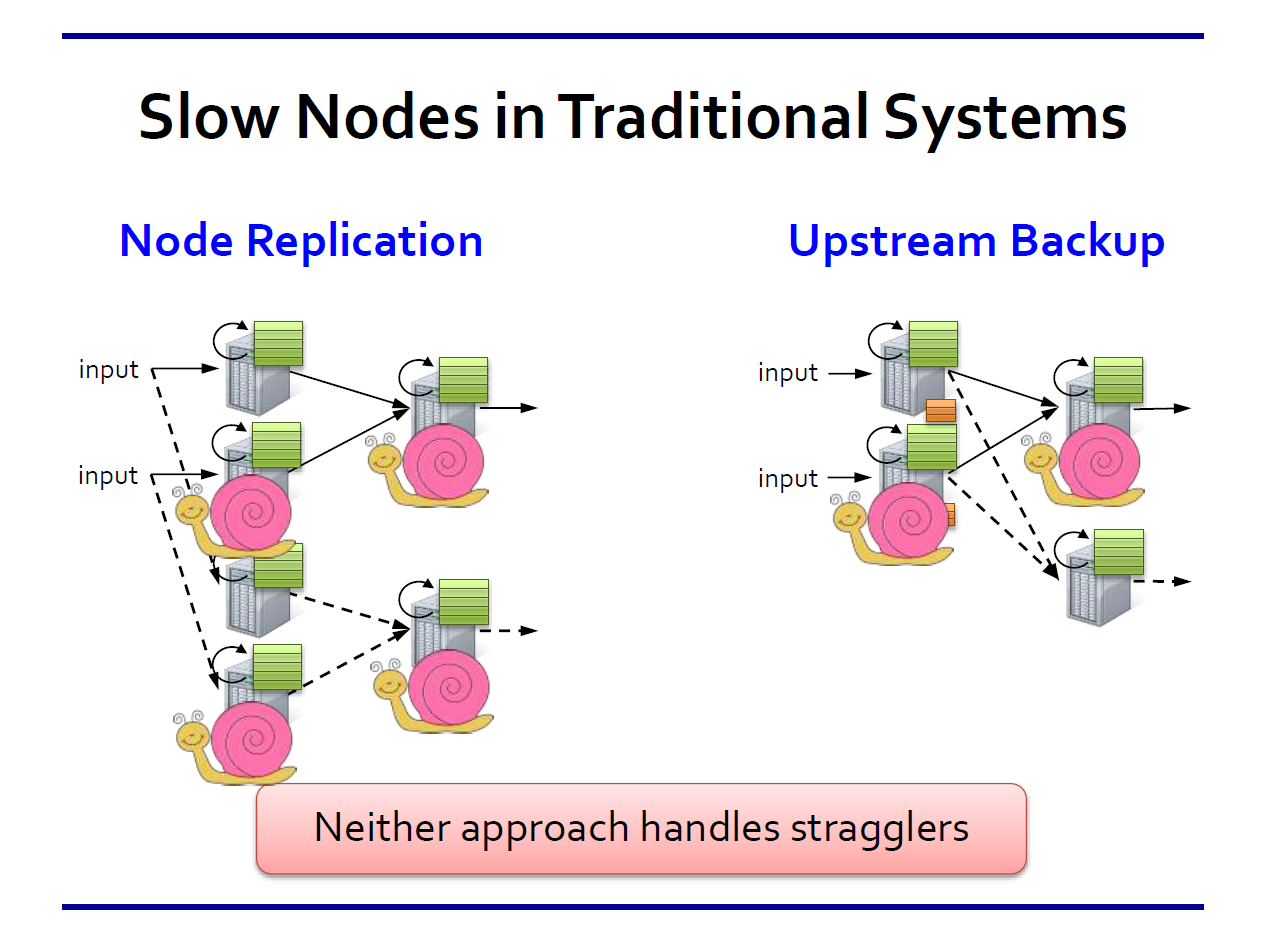 Slow Nodes in Traditional Systems
Node Replication
Upstream Backup
input
input
input
input
Neither approach handles stragglers